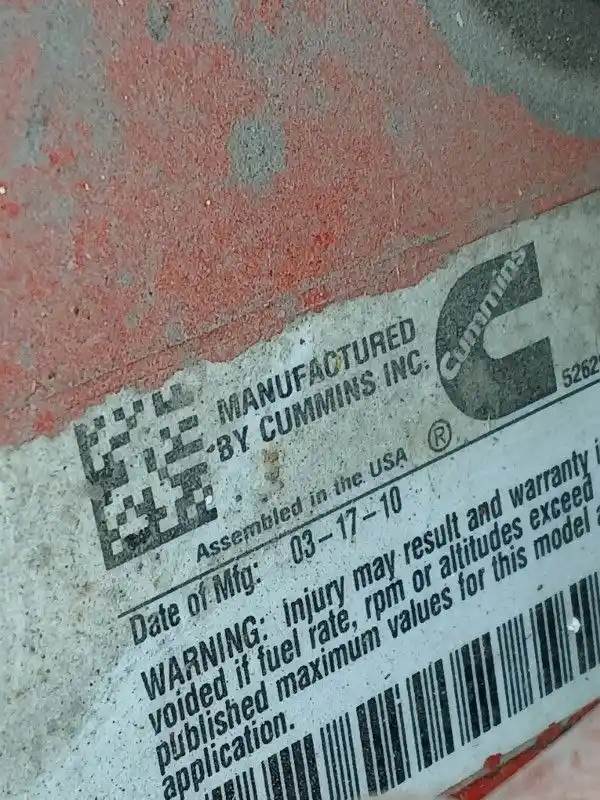 MANUFACTURED
BY CUMMINS INC.
Cummins
®
5262
Assembled in the USA
Date of Mfg: 03-17-10
WARNING: Injury may result and warranty i
voided if fuel rate, rpm or altitudes exceed
published maximum values for this model a
application.